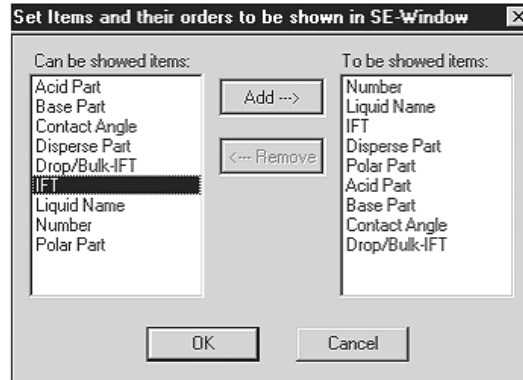 Set Items and their orders to be shown in SE-Window
Can be showed items:
Acid Part
Base Part
Contact Angle
Disperse Part
Drop/Bulk-IFT
IFT
Liquid Name
Number
Polar Part
Add --->
<--- Remove
To be showed items:
Number
Liquid Name
IFT
Disperse Part
Polar Part
Acid Part
Base Part
Contact Angle
Drop/Bulk-IFT
OK
Cancel